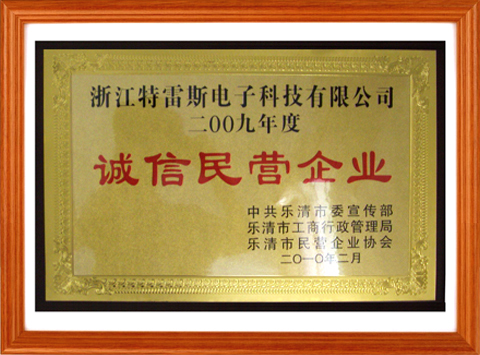 浙江特雷斯电子科技有限公司
二00九年度
诚信民营企业
中共乐清市委宣传部
乐清市工商行政管理局
乐清市民营企业协会
二0一0年二月